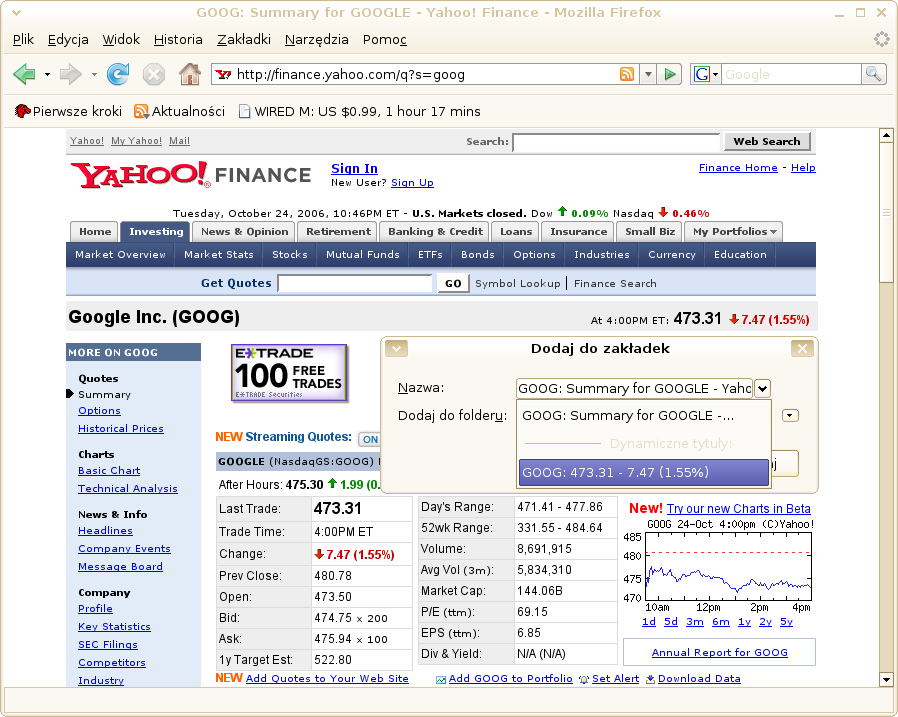 GOOG: Summary for GOOGLE - Yahoo! Finance - Mozilla Firefox
Plik Edycja Widok Historia Zakładki Narzędzia Pomoc
http://finance.yahoo.com/q?s=goog G Google
Pierwsze kroki Aktualności WIRED M: US $0.99, 1 hour 17 mins
Yahoo! My Yahoo! Mail Search: Web Search
YAHOO! FINANCE Sign In Finance Home - Help
New User? Sign Up
Tuesday, October 24, 2006, 10:46PM ET - U.S. Markets closed. Dow 0.09% Nasdaq 0.46%
Home Investing News & Opinion Retirement Banking & Credit Loans Insurance Small Biz My Portfolios
Market Overview Market Stats Stocks Mutual Funds ETFs Bonds Options Industries Currency Education
Get Quotes GO Symbol Lookup | Finance Search
Google Inc. (GOOG) At 4:00PM ET: 473.31 7.47 (1.55%)
MORE ON GOOG
Quotes
Summary
Options
Historical Prices
Charts
Basic Chart
Technical Analysis
News & Info
Headlines
Company Events
Message Board
Company
Profile
Key Statistics
SEC Filings
Competitors
Industry
E*TRADE
100 FREE TRADES
E*TRADE Securities
Dodaj do zakładek
Nazwa: GOOG: Summary for GOOGLE - Yahc
Dodaj do folderu: GOOG: Summary for GOOGLE -...
Dynamiczne tytuły:
GOOG: 473.31 - 7.47 (1.55%)
NEW Streaming Quotes: ON
GOOGLE (NasdaqGS:GOOG)
After Hours: 475.30 1.99 (0.
Last Trade: 473.31
Trade Time: 4:00PM ET
Change: 7.47 (1.55%)
Prev Close: 480.78
Open: 473.50
Bid: 474.75 x 200
Ask: 475.94 x 100
1y Target Est: 522.80
Day's Range: 471.41 - 477.86
52wk Range: 331.55 - 484.64
Volume: 8,691,915
Avg Vol (3m): 5,834,310
Market Cap: 144.06B
P/E (ttm): 69.15
EPS (ttm): 6.85
Div & Yield: N/A (N/A)
New! Try our new Charts in Beta
GOOG 24-Oct 4:00pm (C)Yahoo!
485
480
475
470
10am 12pm 2pm 4pm
1d 5d 3m 6m 1y 2y 5y
Annual Report for GOOG
NEW Add Quotes to Your Web Site Add GOOG to Portfolio Set Alert Download Data